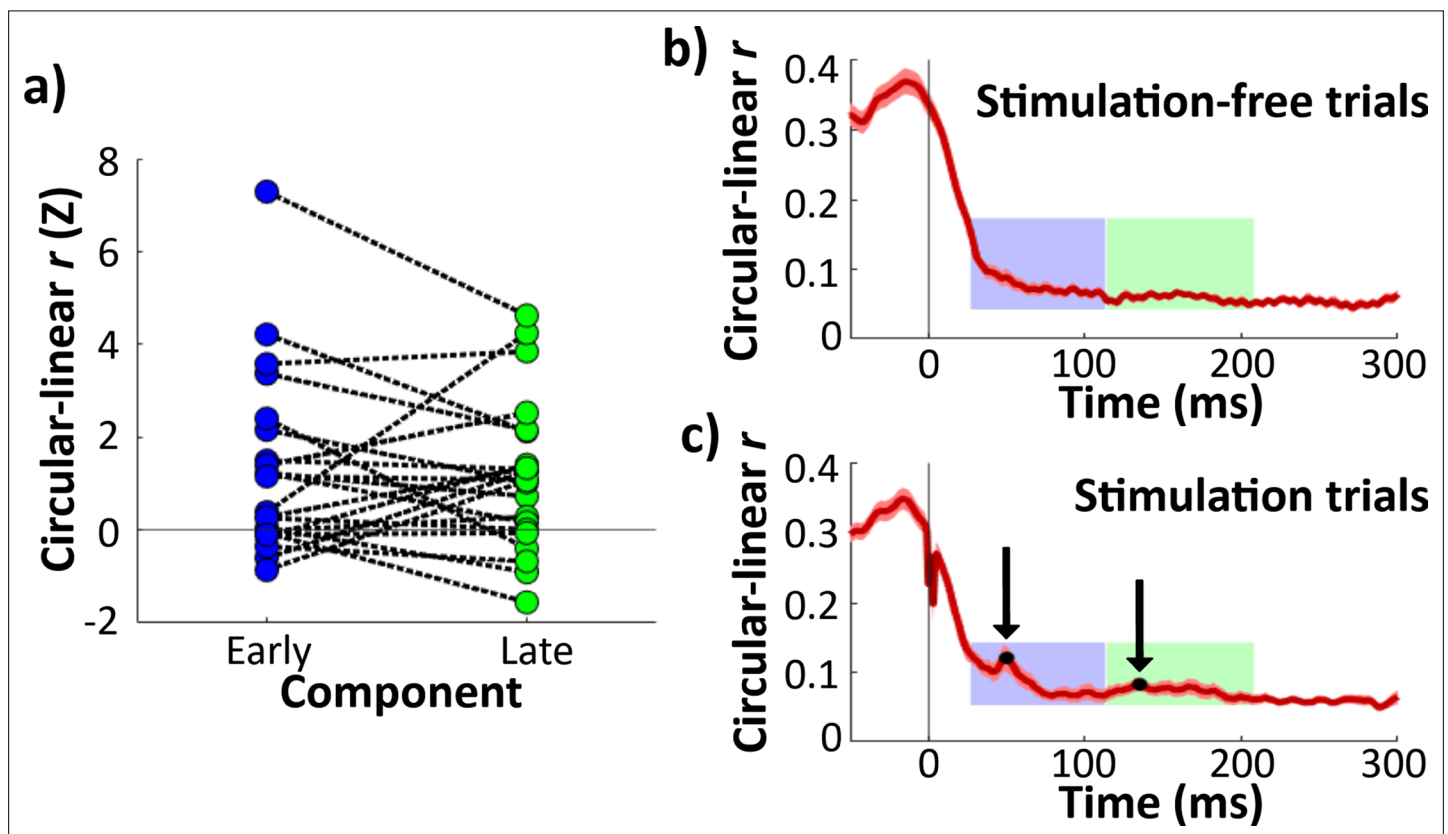 a)
Circular-linear r (Z)
8
6
4
2
0
-2
Early
Late
Component
b)
Circular-linear r
0.4
0.3
0.2
0.1
0
Stimulation-free trials
0
100
200
300
Time (ms)
c)
Circular-linear r
0.4
0.3
0.2
0.1
0
Stimulation trials
0
100
200
300
Time (ms)